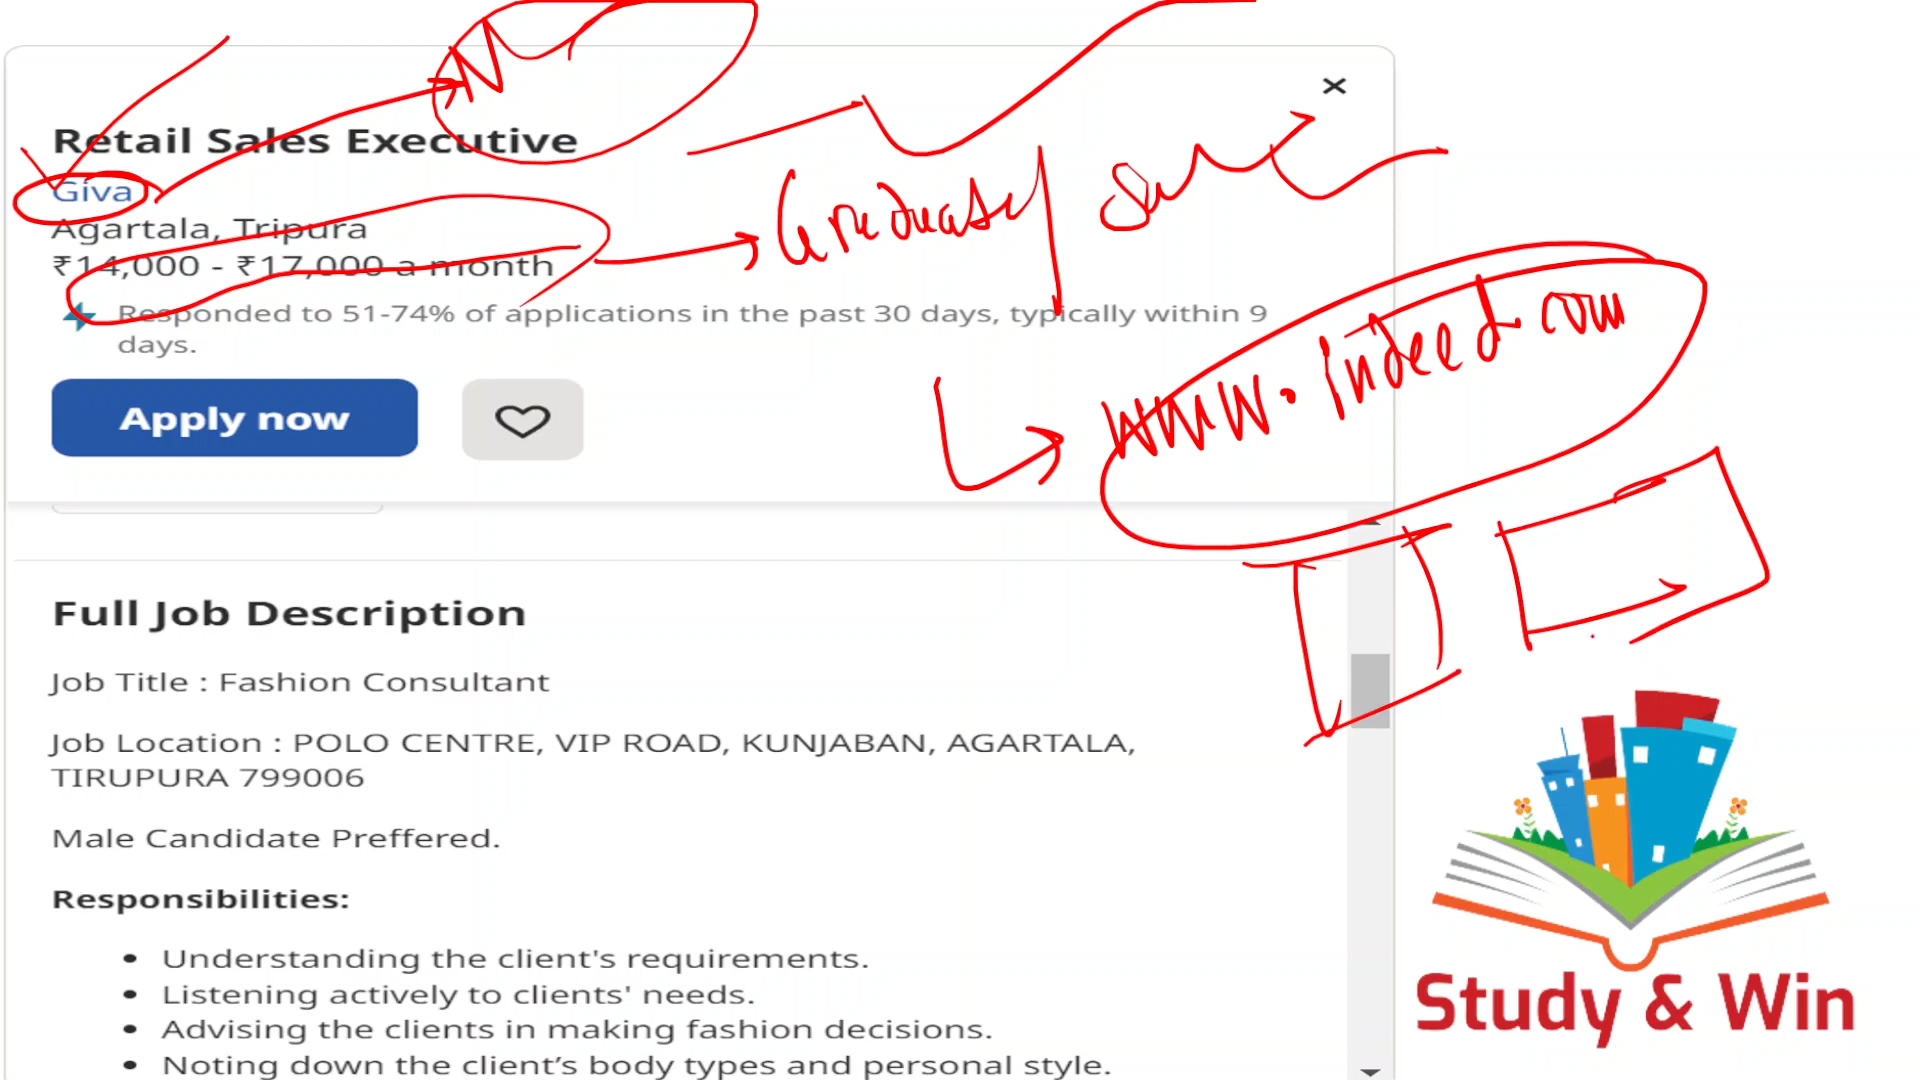 Retail Sales Executive
Giva
Agartala, Tripura
₹14,000 - ₹17,000 a month
Responded to 51-74% of applications in the past 30 days, typically within 9
days.
Graduate/
www.indeed.com
Apply now
Full Job Description
Job Title : Fashion Consultant
Job Location : POLO CENTRE, VIP ROAD, KUNJABAN, AGARTALA,
TIRUPURA 799006
Male Candidate Preffered.
Responsibilities:
• Understanding the client's requirements.
• Listening actively to clients' needs.
• Advising the clients in making fashion decisions.
• Noting down the client’s body types and personal style.
Study & Win